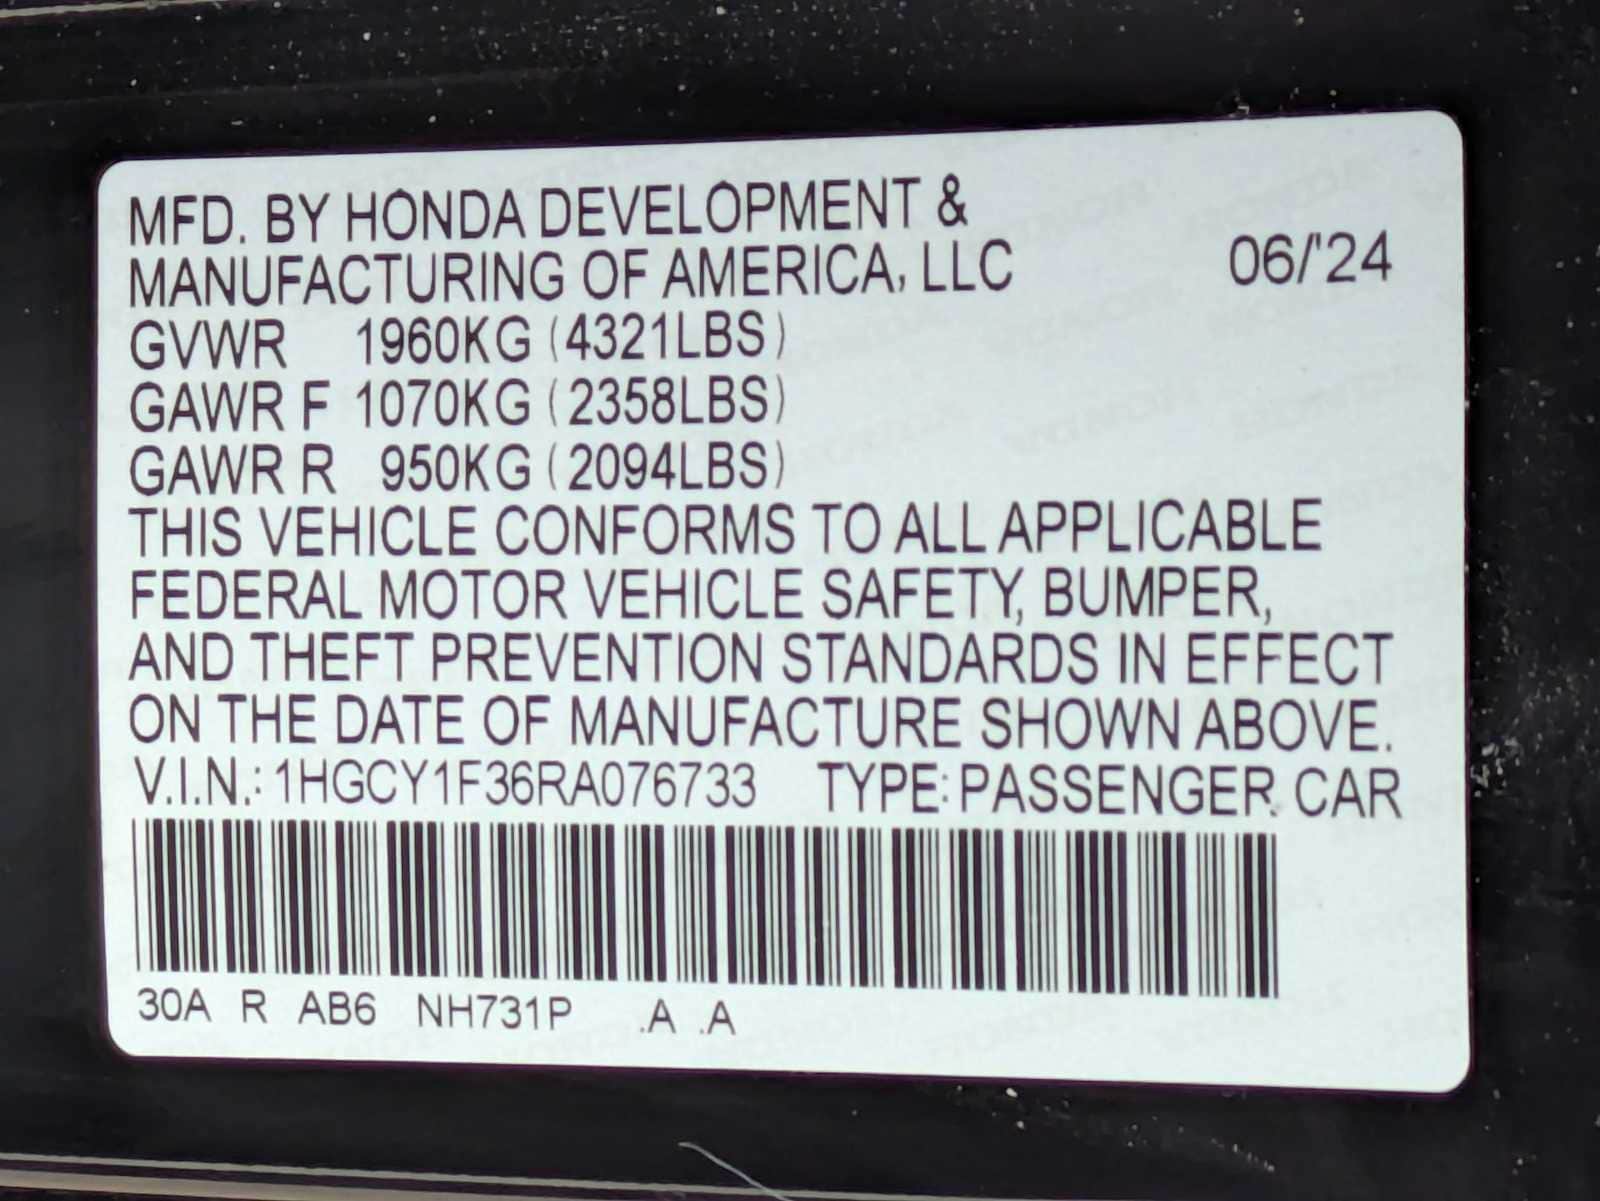 MFD. BY HONDA DEVELOPMENT &
MANUFACTURING OF AMERICA, LLC 06/'24
GVWR 1960KG (4321LBS)
GAWR F 1070KG (2358LBS)
GAWR R 950KG (2094LBS)
THIS VEHICLE CONFORMS TO ALL APPLICABLE
FEDERAL MOTOR VEHICLE SAFETY, BUMPER,
AND THEFT PREVENTION STANDARDS IN EFFECT
ON THE DATE OF MANUFACTURE SHOWN ABOVE.
V.I.N.: 1HGCY1F36RA076733 TYPE: PASSENGER CAR
30A R AB6 NH731P .A .A